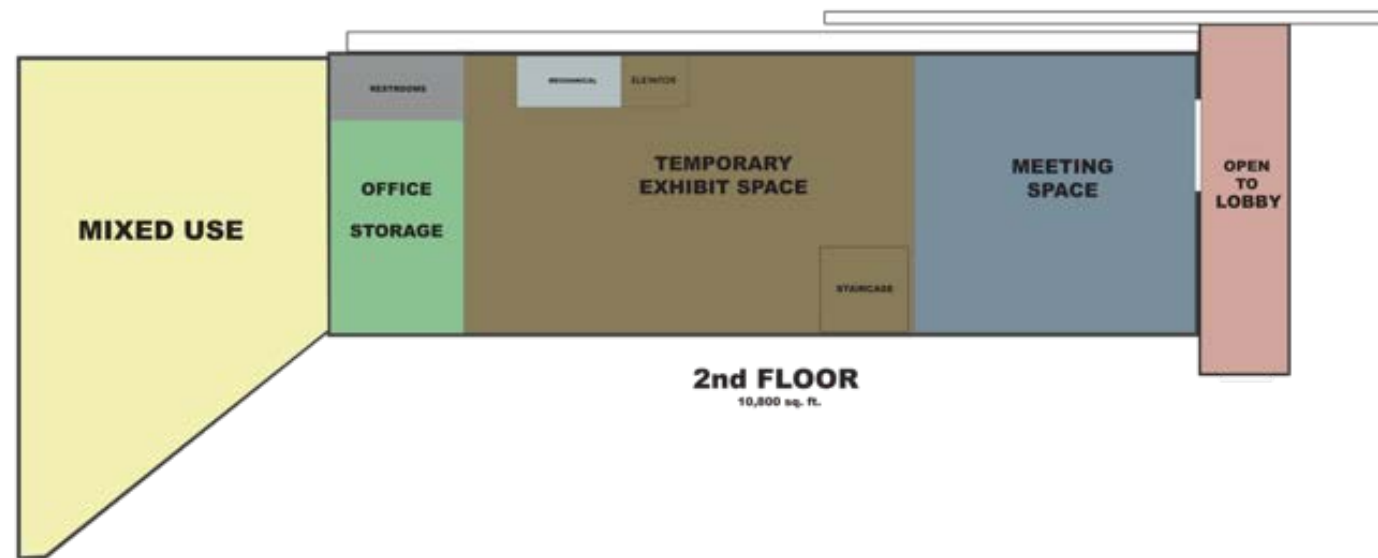 MIXED USE
RESTROOMS
OFFICE
STORAGE
MECHANICAL
ELEVATOR
TEMPORARY
EXHIBIT SPACE
STAIRCASE
MEETING
SPACE
OPEN
TO
LOBBY
2nd FLOOR
10,800 sq. ft.